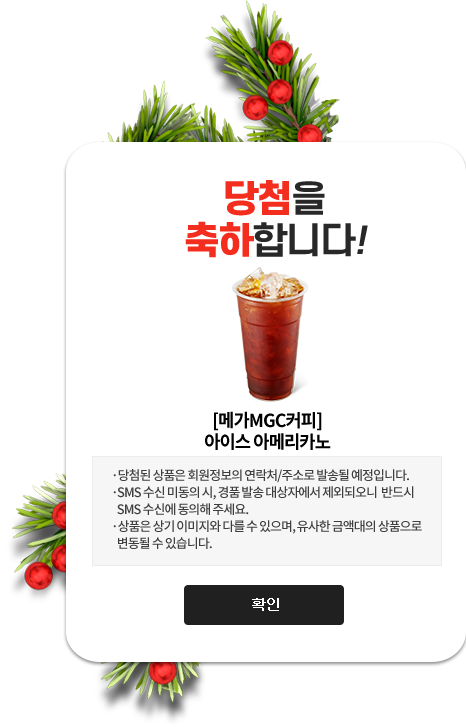 당첨을
축하합니다!
[메가MGC커피]
아이스 아메리카노
· 당첨된 상품은 회원정보의 연락처/주소로 발송될 예정입니다.
· SMS 수신 미동의 시, 경품 발송 대상자에서 제외되오니 반드시
SMS 수신에 동의해 주세요.
· 상품은 상기 이미지와 다를 수 있으며, 유사한 금액대의 상품으로
변동될 수 있습니다.
확인